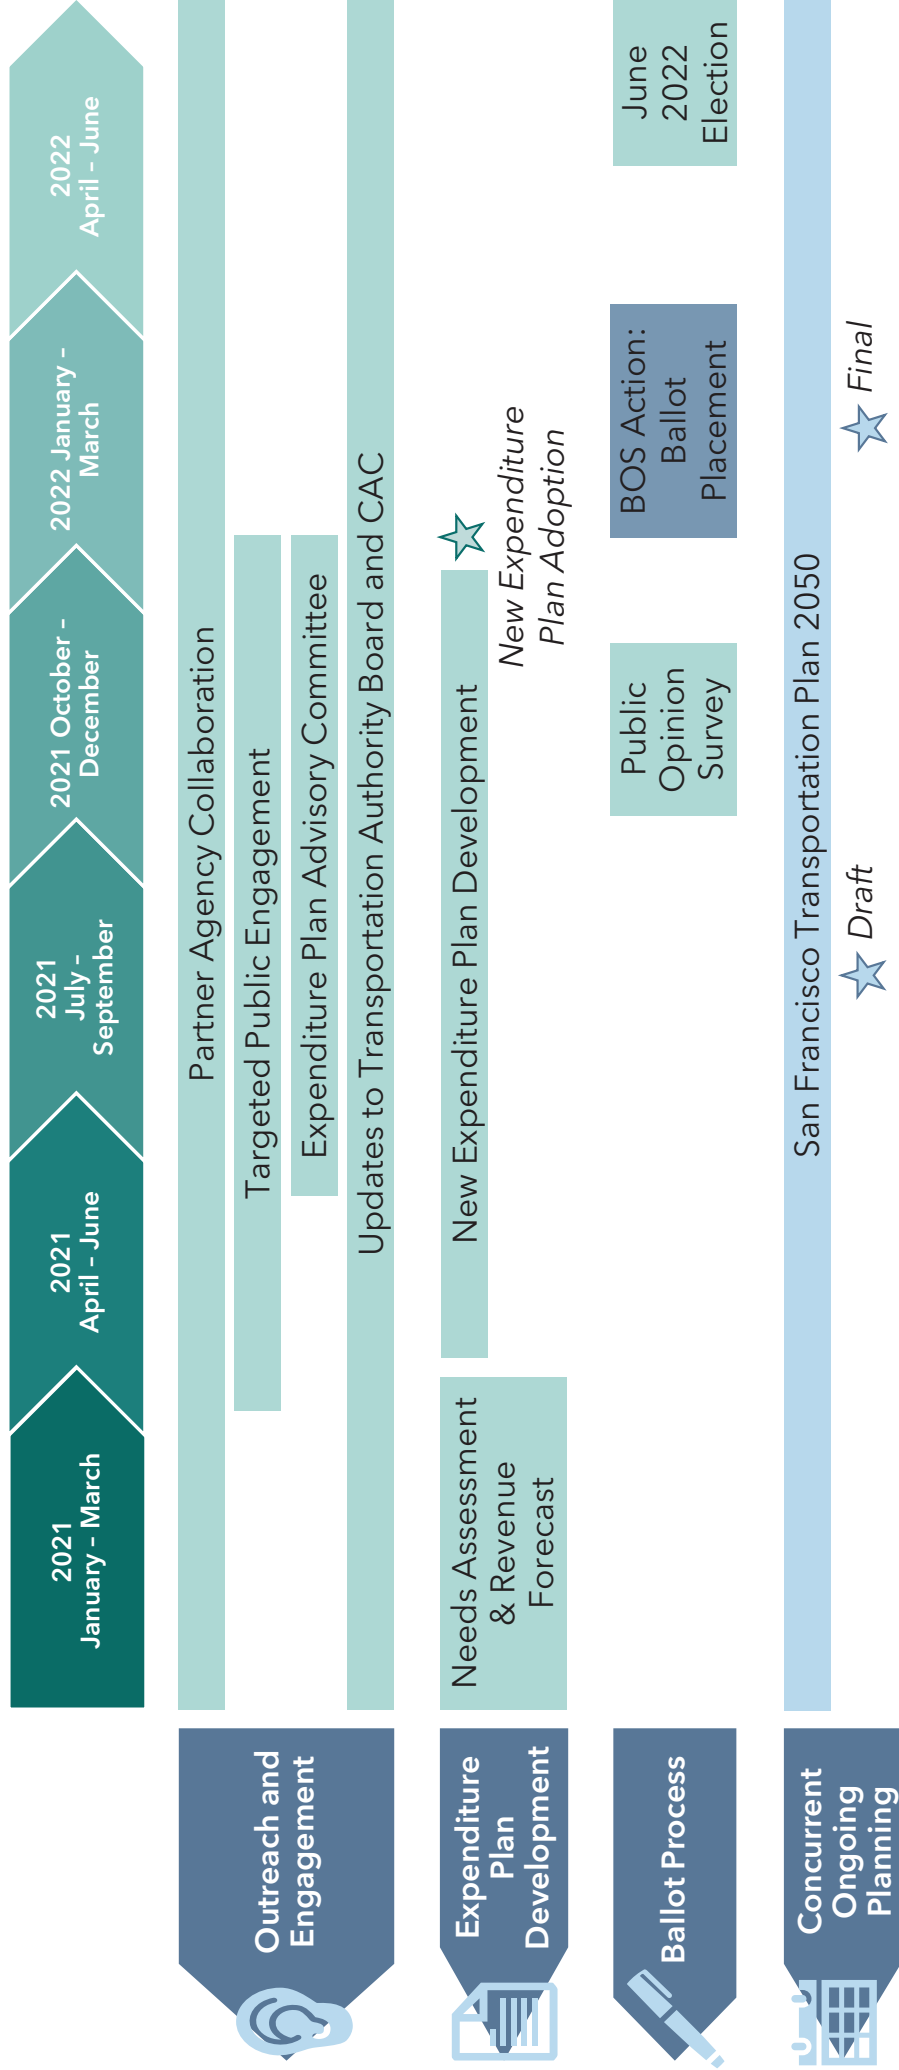 2021
January – March
2021
April – June
2021
July –
September
2021 October –
December
2022 January –
March
2022
April – June
Outreach and
Engagement
Partner Agency Collaboration
Targeted Public Engagement
Expenditure Plan Advisory Committee
Updates to Transportation Authority Board and CAC
Expenditure
Plan
Development
Needs Assessment
& Revenue
Forecast
New Expenditure Plan Development
New Expenditure
Plan Adoption
Ballot Process
Public
Opinion
Survey
BOS Action:
Ballot
Placement
June
2022
Election
Concurrent
Ongoing
Planning
San Francisco Transportation Plan 2050
Draft
Final